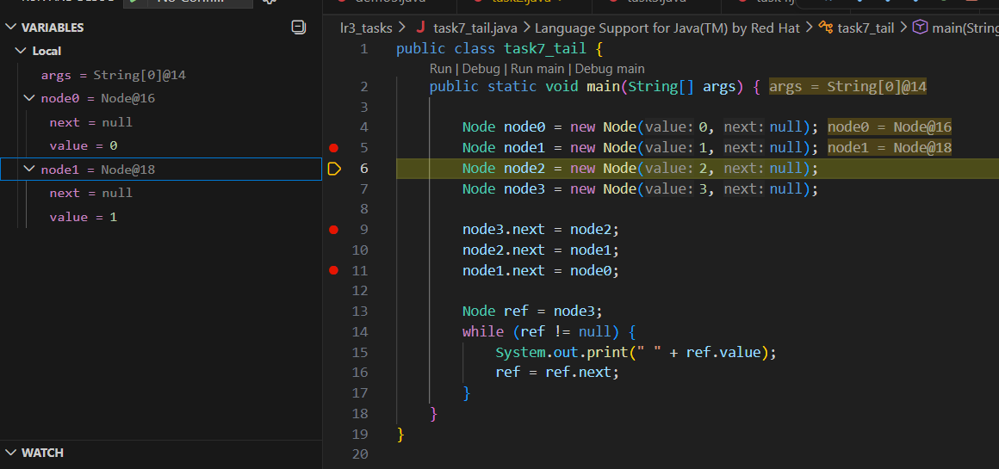 VARIABLES
Local
args = String[0]@14
node0 = Node@16
next = null
value = 0
node1 = Node@18
next = null
value = 1
WATCH
lr3_tasks > J task7_tail.java > Language Support for Java(TM) by Red Hat > task7_tail > main(String
1 public class task7_tail {
Run | Debug | Run main | Debug main
2 public static void main(String[] args) { args = String[0]@14
3
4 Node node0 = new Node(value: 0, next: null); node0 = Node@16
5 Node node1 = new Node(value: 1, next: null); node1 = Node@18
6 Node node2 = new Node(value: 2, next: null);
7 Node node3 = new Node(value: 3, next: null);
8
9 node3.next = node2;
10 node2.next = node1;
11 node1.next = node0;
12
13 Node ref = node3;
14 while (ref != null) {
15 System.out.print(" " + ref.value);
16 ref = ref.next;
17 }
18 }
19 }
20